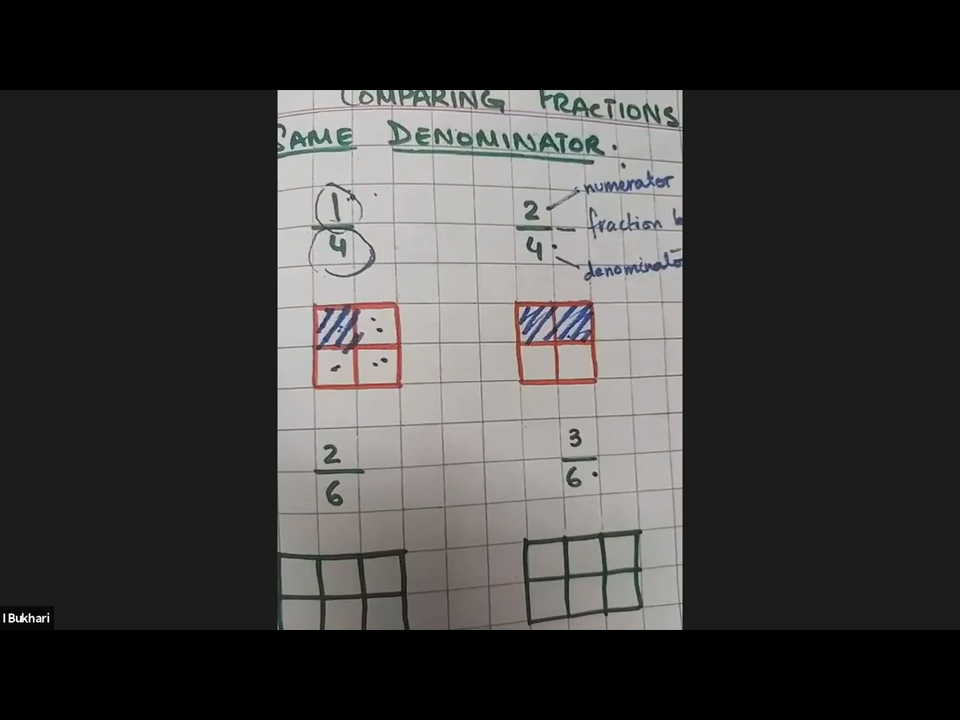 COMPARING FRACTIONS
SAME DENOMINATOR.
1
4
2
4
numerator
fraction
denominator
2
6
3
6
I Bukhari